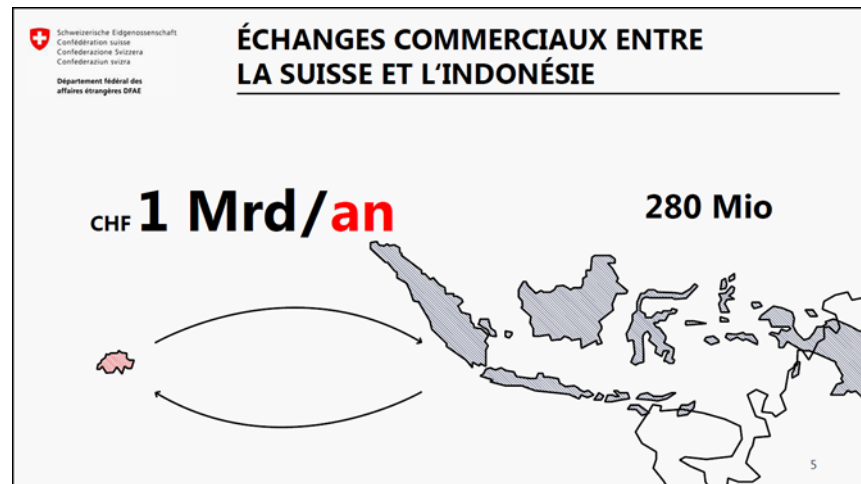 Schweizerische Eidgenossenschaft
Confédération suisse
Confederazione Svizzera
Confederaziun svizra
Département fédéral des
affaires étrangères DFAE
ÉCHANGES COMMERCIAUX ENTRE
LA SUISSE ET L'INDONÉSIE
CHF 1 Mrd/an
280 Mio
5